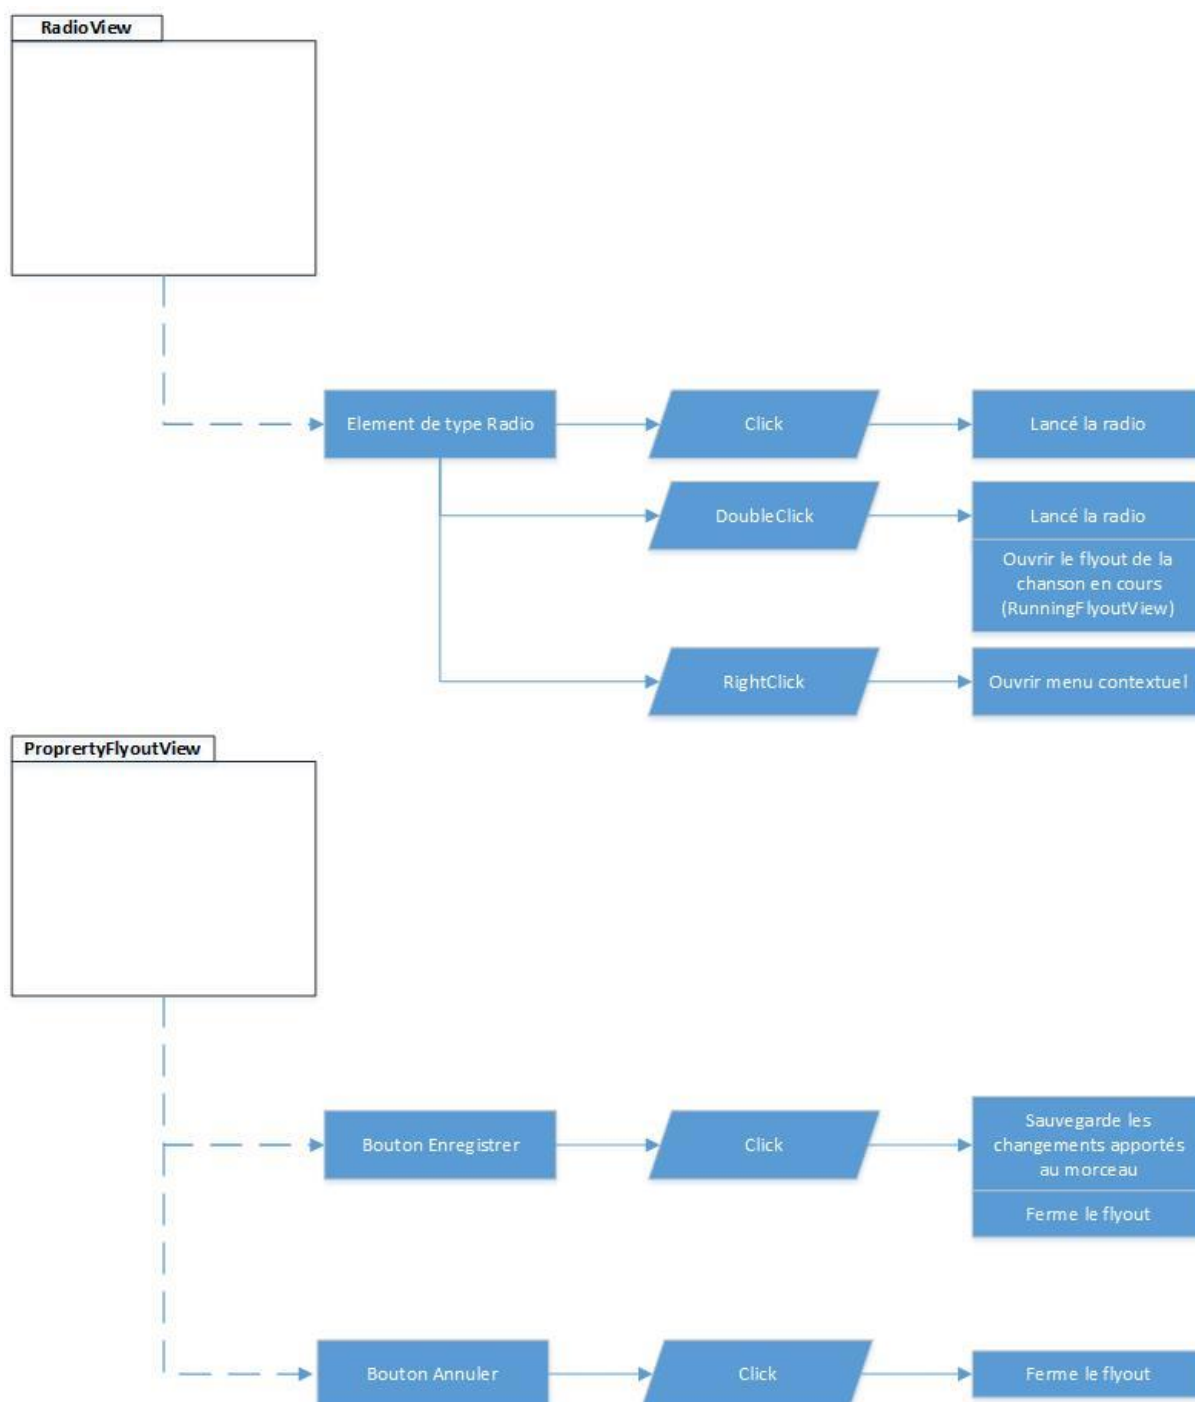 RadioView
Element de type Radio
Click
Lancé la radio
DoubleClick
Lancé la radio
Ouvrir le flyout de la
chanson en cours
(RunningFlyoutView)
RightClick
Ouvrir menu contextuel
ProprertyFlyoutView
Bouton Enregistrer
Click
Sauvegarde les
changements apportés
au morceau
Ferme le flyout
Bouton Annuler
Click
Ferme le flyout